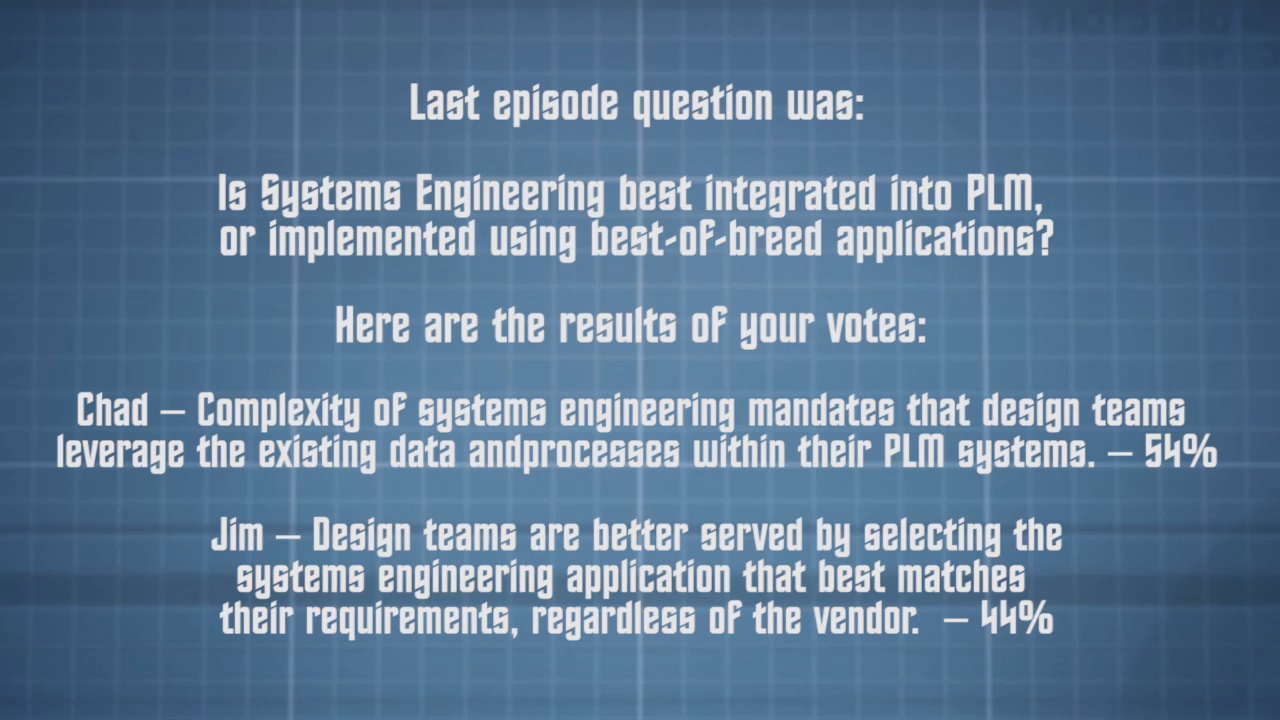 Last episode question was:
Is Systems Engineering best integrated into PLM,
or implemented using best-of-breed applications?
Here are the results of your votes:
Chad – Complexity of systems engineering mandates that design teams
leverage the existing data andprocesses within their PLM systems. – 54%
Jim – Design teams are better served by selecting the
systems engineering application that best matches
their requirements, regardless of the vendor. – 44%